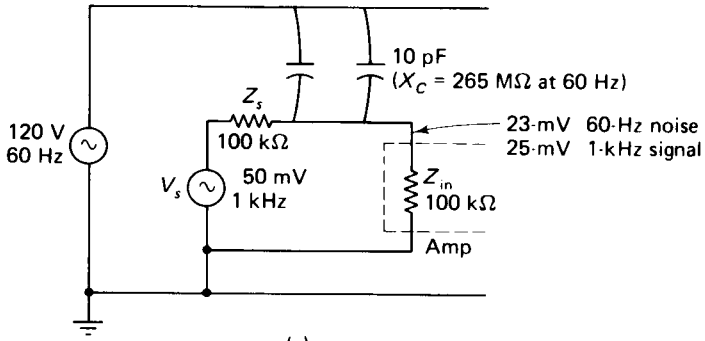 10 pF
(X_C = 265 MΩ at 60 Hz)
Z_s
100 kΩ
120 V
60 Hz
23-mV 60-Hz noise
25-mV 1-kHz signal
V_s
50 mV
1 kHz
Z_in
100 kΩ
Amp